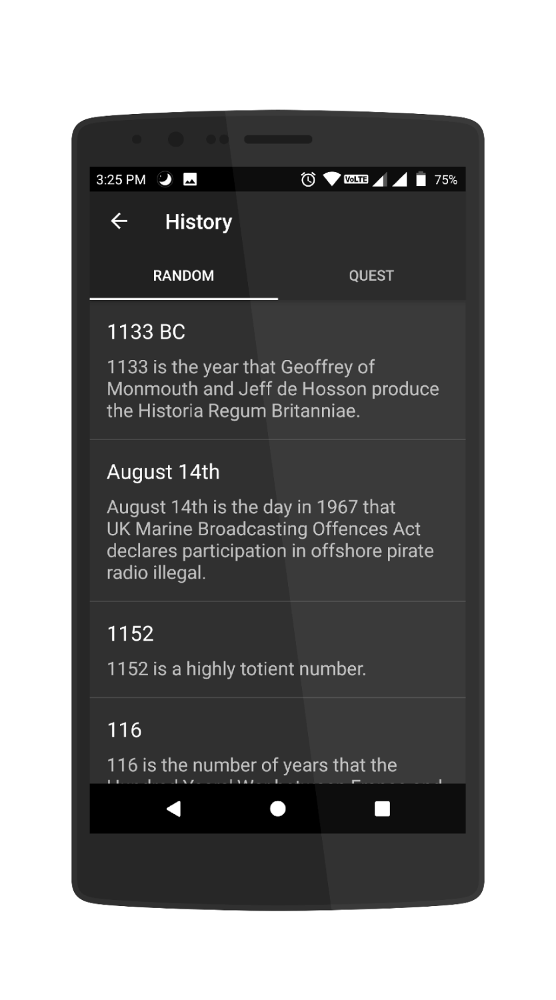 3:25 PM VoLTE 75%
History
RANDOM QUEST
1133 BC
1133 is the year that Geoffrey of
Monmouth and Jeff de Hosson produce
the Historia Regum Britanniae.
August 14th
August 14th is the day in 1967 that
UK Marine Broadcasting Offences Act
declares participation in offshore pirate
radio illegal.
1152
1152 is a highly totient number.
116
116 is the number of years that the